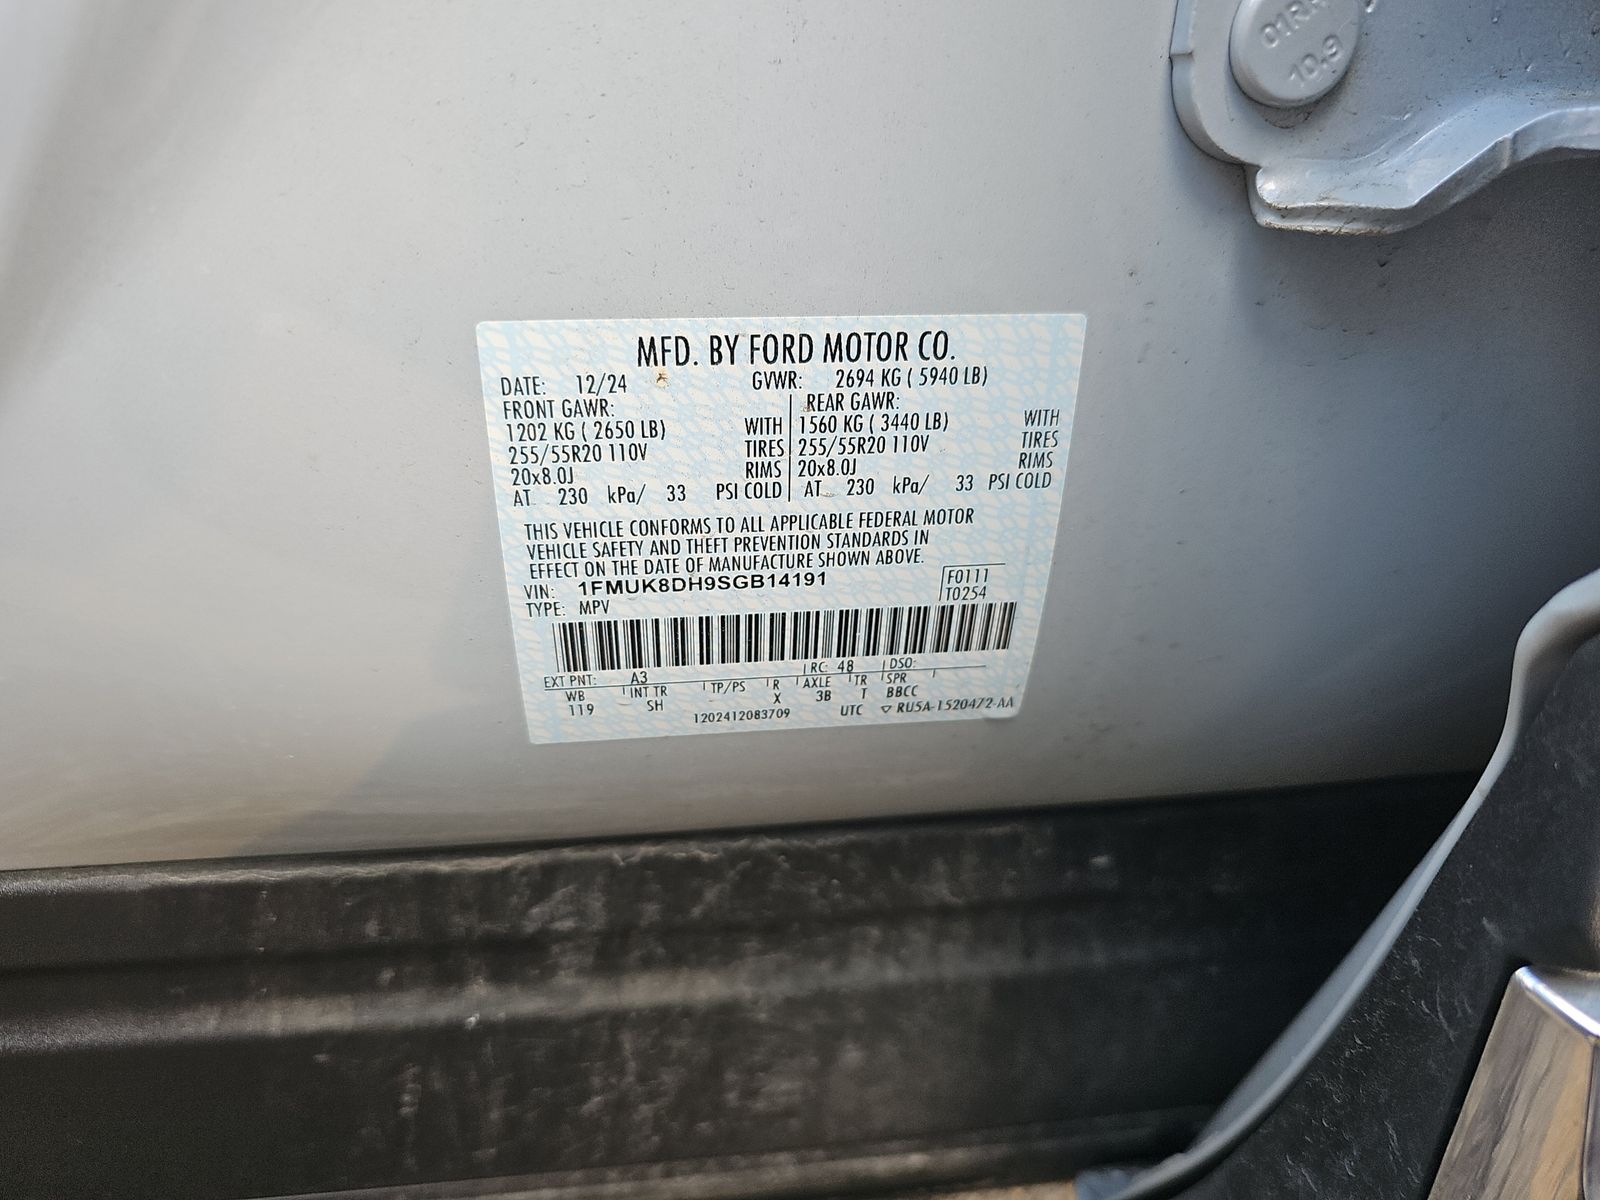 01RR
10.9
MFD. BY FORD MOTOR CO.
DATE: 12/24 GVWR: 2694 KG ( 5940 LB)
FRONT GAWR: REAR GAWR:
1202 KG ( 2650 LB) WITH 1560 KG ( 3440 LB) WITH
255/55R20 110V TIRES 255/55R20 110V TIRES
20x8.0J RIMS 20x8.0J RIMS
AT 230 kPa/ 33 PSI COLD AT 230 kPa/ 33 PSI COLD
THIS VEHICLE CONFORMS TO ALL APPLICABLE FEDERAL MOTOR
VEHICLE SAFETY AND THEFT PREVENTION STANDARDS IN
EFFECT ON THE DATE OF MANUFACTURE SHOWN ABOVE.
VIN: 1FMUK8DH9SGB14191 F0111
TYPE: MPV T0254
EXT PNT: A3 RC: 48 DSO:
WB INT TR TP/PS R AXLE TR SPR
119 SH X 3B T BBCC
1202412083709 UTC ▽ RU5A-1520472-AA